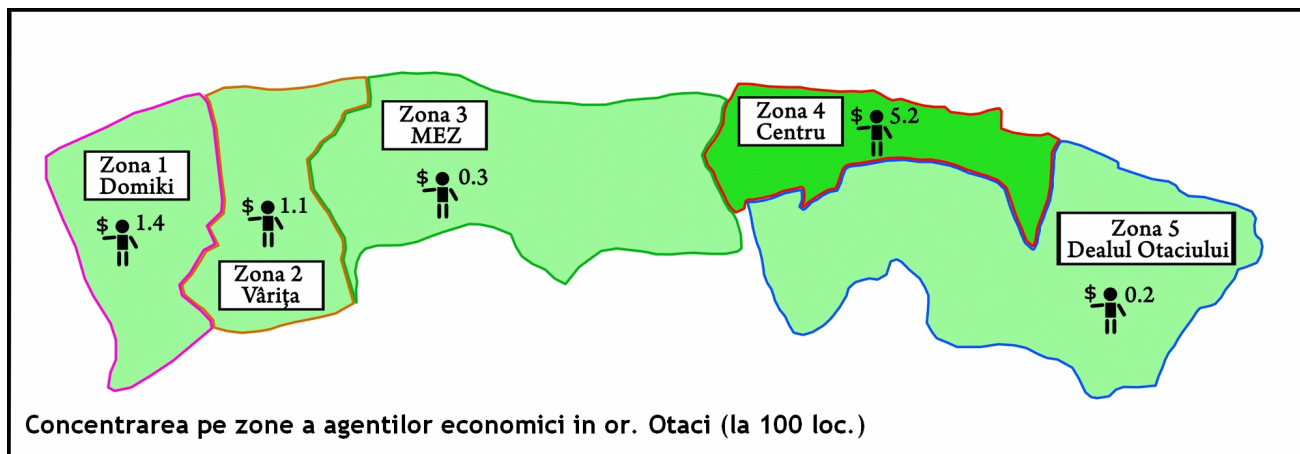 Zona 1
Domiki
$ 1.4
Zona 2
Vârița
$ 1.1
Zona 3
MEZ
$ 0.3
Zona 4
Centru
$ 5.2
Zona 5
Dealul Otaciului
$ 0.2
Concentrarea pe zone a agentilor economici in or. Otaci (la 100 loc.)